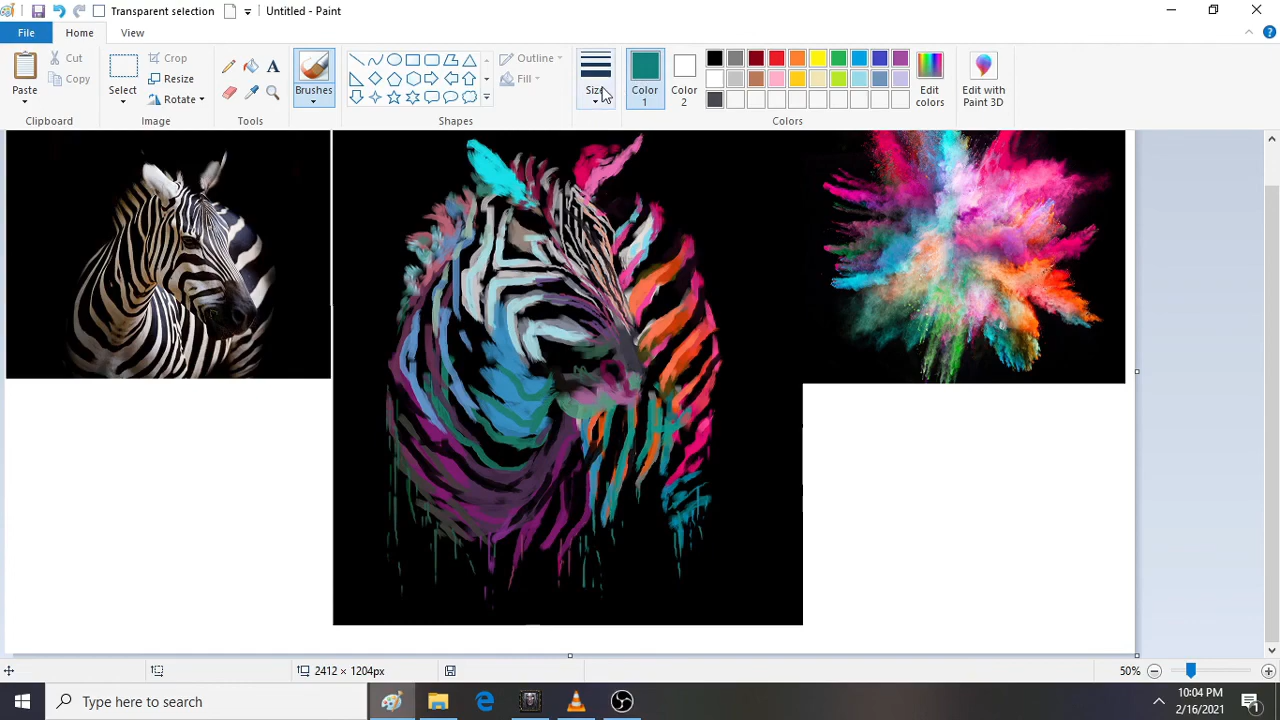 Transparent selection
Untitled - Paint
File
Home
View
Paste
Cut
Copy
Clipboard
Select
Crop
Resize
Rotate
Image
A
Tools
Brushes
Outline
Fill
Shapes
Size
Color
1
Color
2
Edit
colors
Edit with
Paint 3D
Colors
2412 × 1204px
50%
Type here to search
10:04 PM
2/16/2021
1